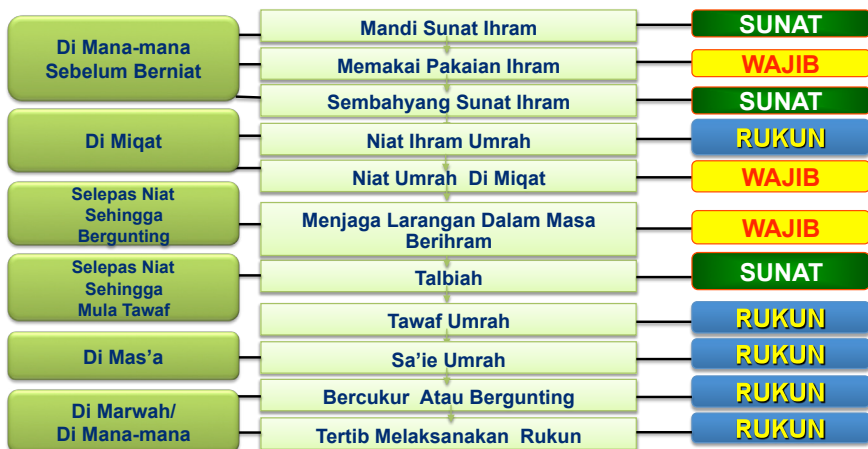 Di Mana-mana
Sebelum Berniat
Mandi Sunat Ihram
SUNAT
Memakai Pakaian Ihram
WAJIB
Sembahyang Sunat Ihram
SUNAT
Di Miqat
Niat Ihram Umrah
RUKUN
Niat Umrah Di Miqat
WAJIB
Selepas Niat
Sehingga
Bergunting
Menjaga Larangan Dalam Masa
Berihram
WAJIB
Selepas Niat
Sehingga
Mula Tawaf
Talbiah
SUNAT
Tawaf Umrah
RUKUN
Di Mas'a
Sa'ie Umrah
RUKUN
Di Marwah/
Di Mana-mana
Bercukur Atau Bergunting
RUKUN
Tertib Melaksanakan Rukun
RUKUN